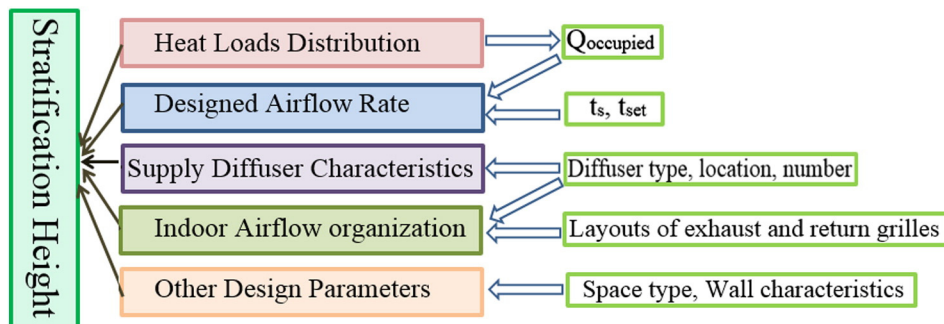 Stratification Height
Heat Loads Distribution
Qoccupied
Designed Airflow Rate
ts, tset
Supply Diffuser Characteristics
Diffuser type, location, number
Indoor Airflow organization
Layouts of exhaust and return grilles
Other Design Parameters
Space type, Wall characteristics